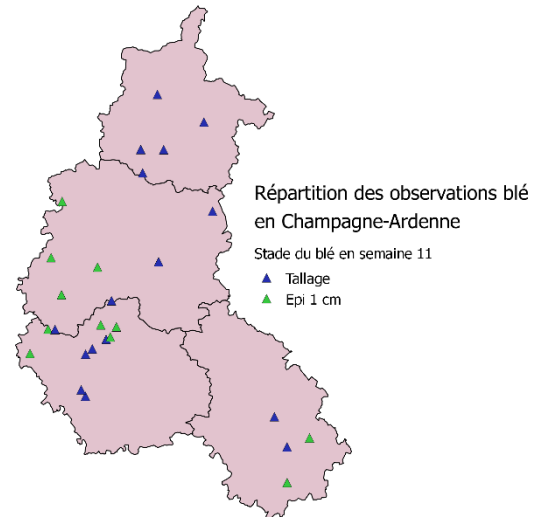 Répartition des observations blé
en Champagne-Ardenne
Stade du blé en semaine 11
Tallage
Epi 1 cm